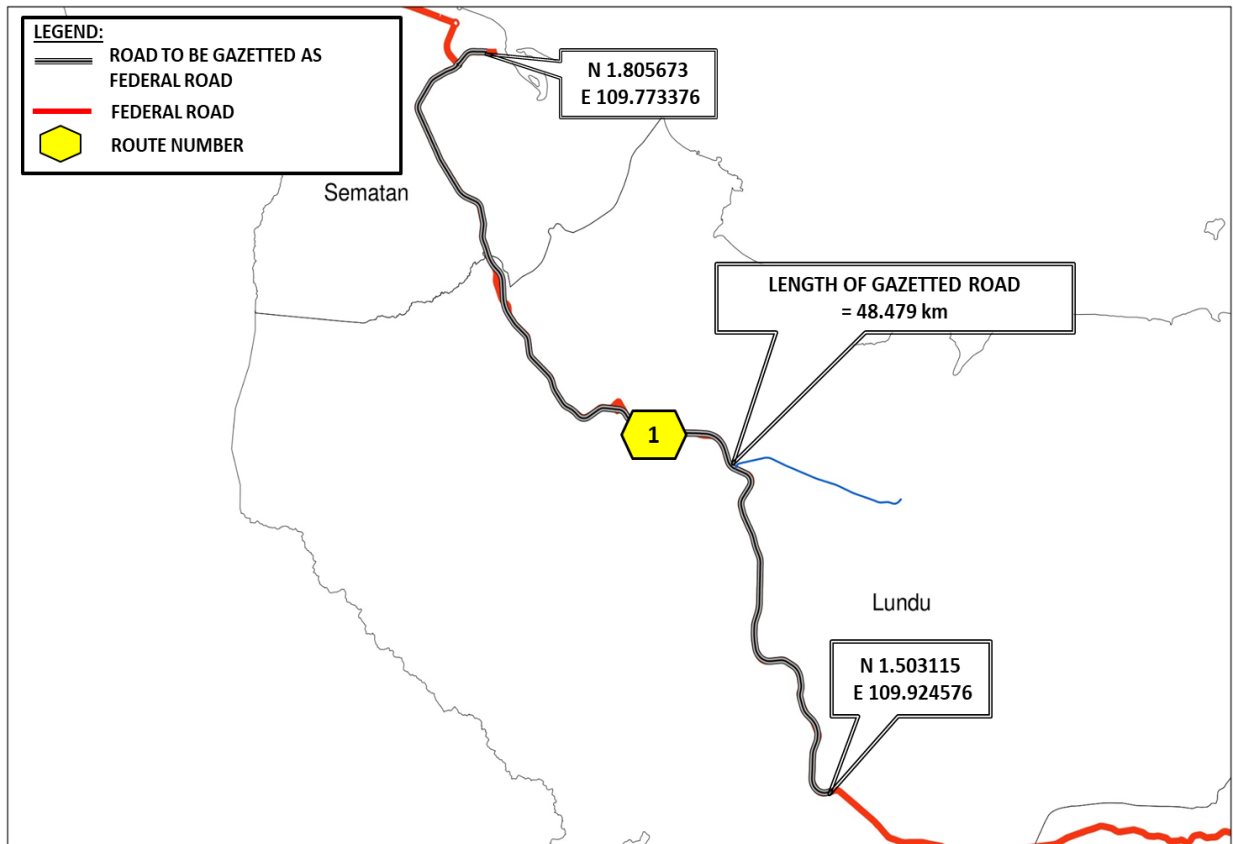 LEGEND:
ROAD TO BE GAZETTED AS
FEDERAL ROAD
FEDERAL ROAD
ROUTE NUMBER
N 1.805673
E 109.773376
Sematan
LENGTH OF GAZETTED ROAD
= 48.479 km
1
Lundu
N 1.503115
E 109.924576